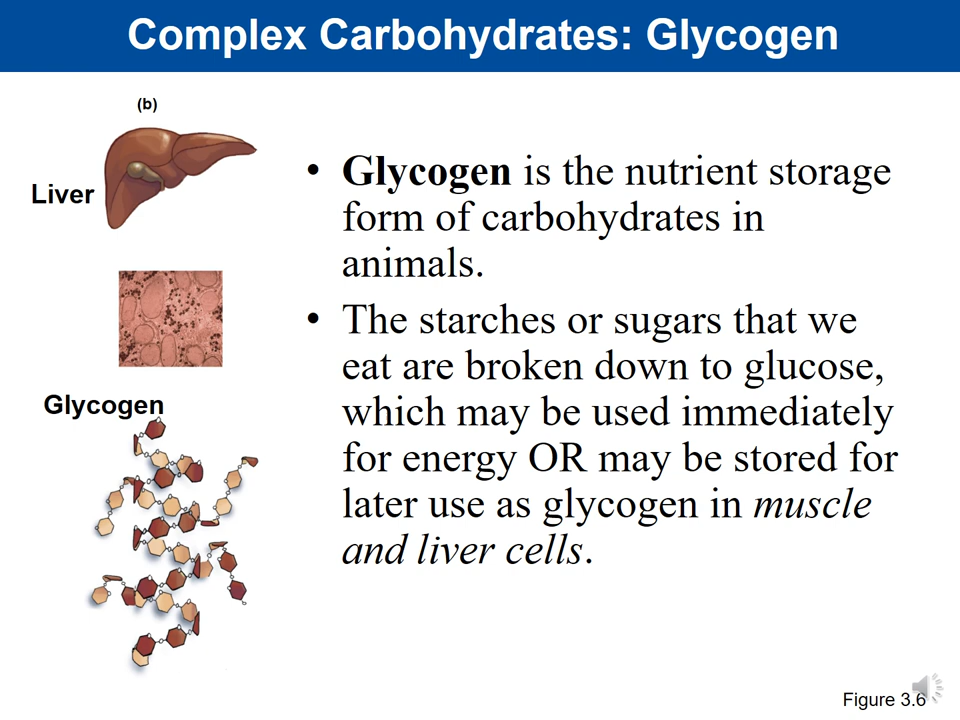 Complex Carbohydrates: Glycogen
(b)
Liver
Glycogen
• Glycogen is the nutrient storage
form of carbohydrates in
animals.
• The starches or sugars that we
eat are broken down to glucose,
which may be used immediately
for energy OR may be stored for
later use as glycogen in muscle
and liver cells.
Figure 3.6